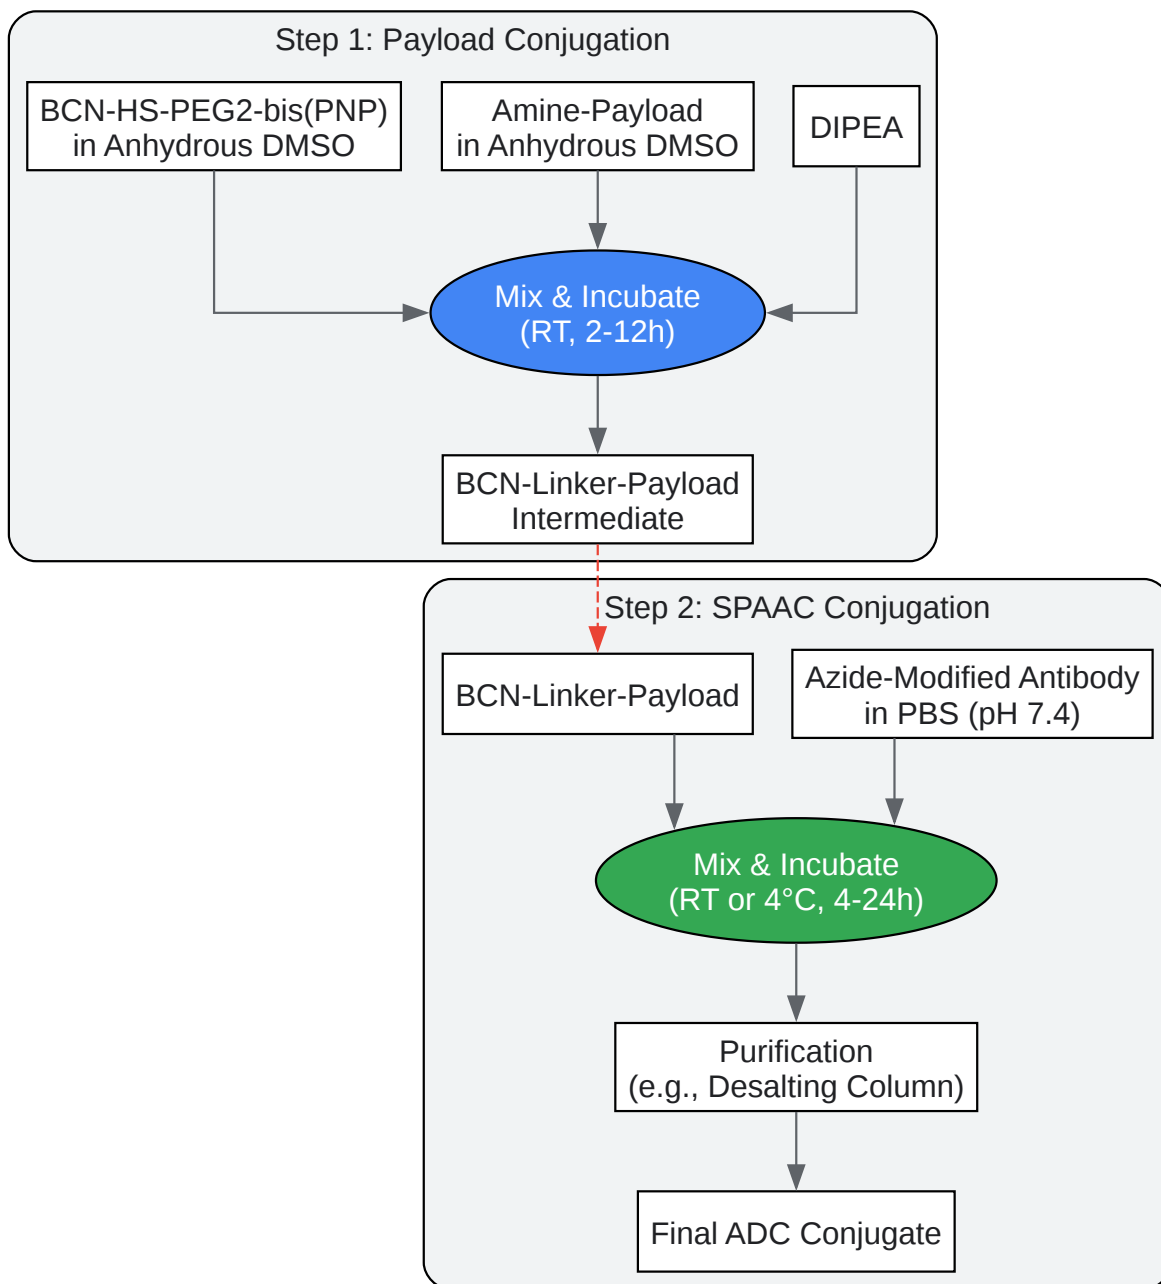 Step 1: Payload Conjugation
BCN-HS-PEG2-bis(PNP)
in Anhydrous DMSO
Amine-Payload
in Anhydrous DMSO
DIPEA
Mix & Incubate
(RT, 2-12h)
BCN-Linker-Payload
Intermediate
Step 2: SPAAC Conjugation
BCN-Linker-Payload
Azide-Modified Antibody
in PBS (pH 7.4)
Mix & Incubate
(RT or 4°C, 4-24h)
Purification
(e.g., Desalting Column)
Final ADC Conjugate